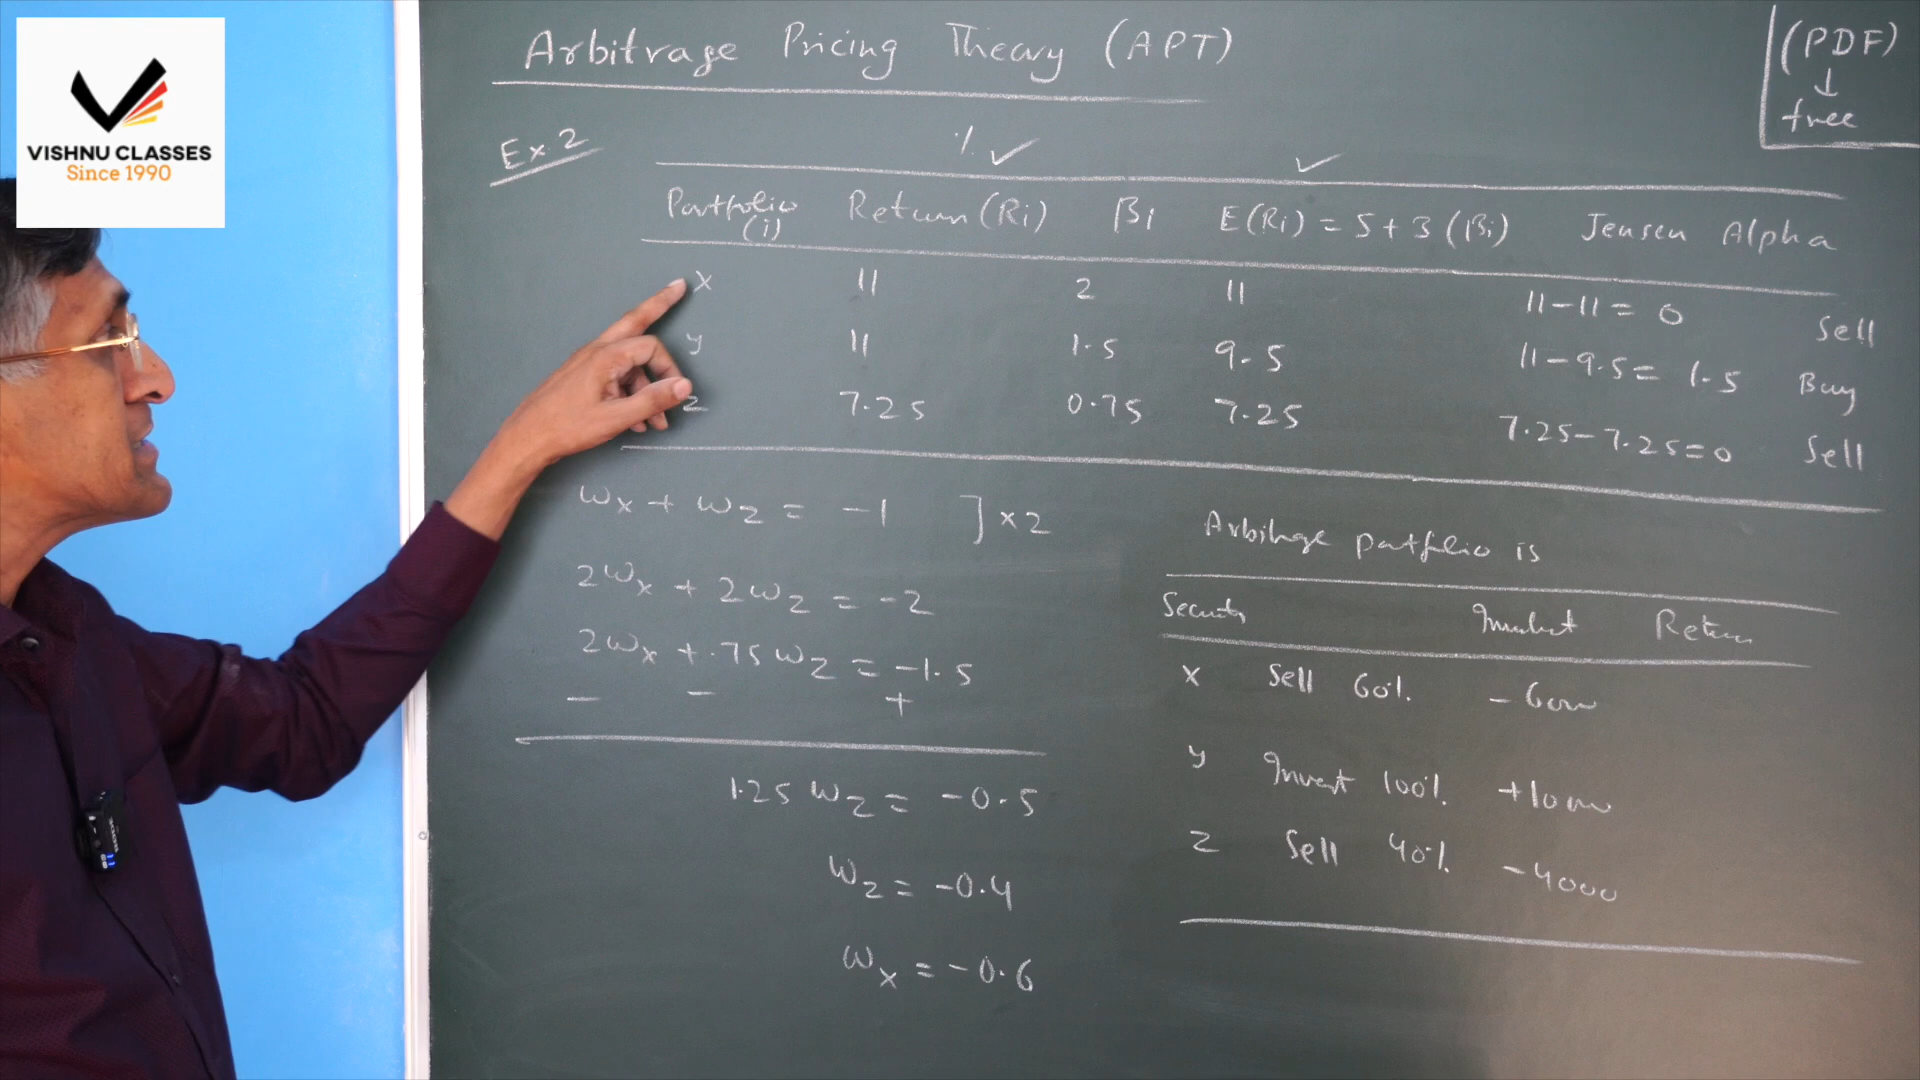 VISHNU CLASSES
Since 1990
Arbitrage Pricing Theory (APT)
(PDF)
↓
free
Ex. 2
% ✓ ✓
Portfolio (i) Return (Ri) βi E(Ri) = 5+3(βi) Jensen Alpha
x 11 2 11 11-11 = 0 Sell
y 11 1.5 9.5 11-9.5 = 1.5 Buy
z 7.25 0.75 7.25 7.25-7.25=0 Sell
wx + wz = -1 ] x 2
2wx + 2wz = -2
2wx + .75 wz = -1.5
- - +
1.25 wz = -0.5
wz = -0.4
wx = -0.6
Arbitrage portfolio is
Security Return
x Sell 60% -6000
y Invest 100% +10000
z Sell 40% -4000